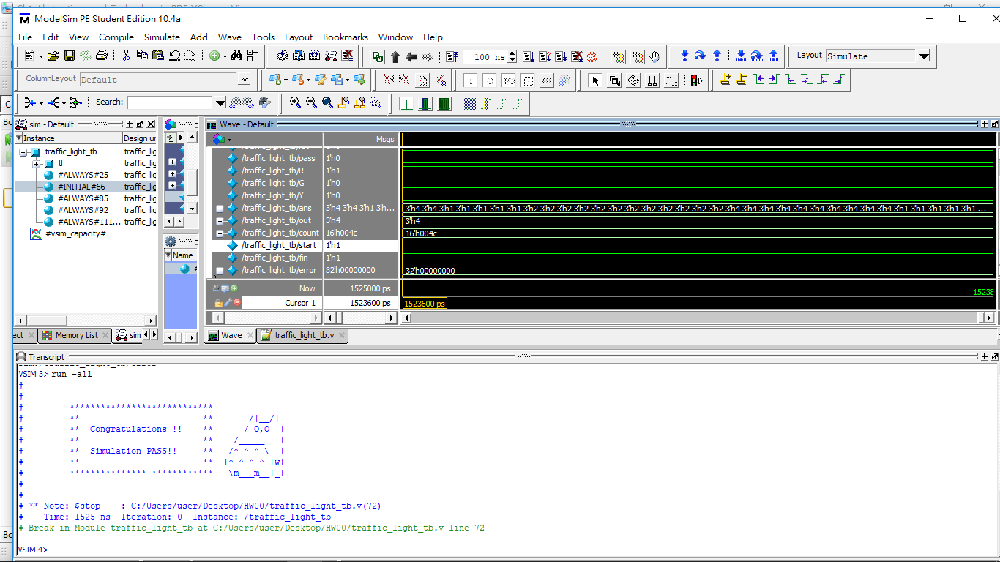 ModelSim PE Student Edition 10.4a
File Edit View Compile Simulate Add Wave Tools Layout Bookmarks Window Help
100 ns
Layout Simulate
ColumnLayout Default
Search:
sim - Default
Instance Design un
traffic_light_tb traffic_lig
tl traffic_lig
#ALWAYS#25 traffic_lig
#INITIAL#66 traffic_lig
#ALWAYS#85 traffic_lig
#ALWAYS#92 traffic_lig
#ALWAYS#111... traffic_lig
#vsim_capacity#
Name
Wave - Default
Msgs
/traffic_light_tb/pass 1'h0
/traffic_light_tb/R 1'h1
/traffic_light_tb/G 1'h0
/traffic_light_tb/Y 1'h0
/traffic_light_tb/ans 3'h4 3'h4 3'h1 3'h... 3'h4 3'h4 3'h1 3'h1 3'h1 3'h1 3'h1 3'h2 3'h2 3'h2 3'h2 3'h2 3'h2 3'h2 3'h2 3'h2 3'h2 3'h2 3'h4 3'h4 3'h4 3'h4 3'h4 3'h4 3'h4 3'h1 3'h1 3'h1 3'h1 3'h1 ...
/traffic_light_tb/out 3'h4 3'h4
/traffic_light_tb/count 16'h004c 16'h004c
/traffic_light_tb/start 1'h1
/traffic_light_tb/fin 1'h1
/traffic_light_tb/error 32'h00000000 32'h00000000
Now 1525000 ps 15238
Cursor 1 1523600 ps 1523600 ps
ect Memory List sim
Wave traffic_light_tb.v
Transcript
VSIM 3> run -all
#
#
# ****************************
# ** ** /|__/|
# ** Congratulations !! ** / O,O |
# ** ** /_____ |
# ** Simulation PASS!! ** /^ ^ ^ \ |
# ** ** |^ ^ ^ ^ |w|
# *************** ************ \m___m__|_|
#
#
# ** Note: $stop : C:/Users/user/Desktop/HW00/traffic_light_tb.v(72)
# Time: 1525 ns Iteration: 0 Instance: /traffic_light_tb
# Break in Module traffic_light_tb at C:/Users/user/Desktop/HW00/traffic_light_tb.v line 72
VSIM 4>